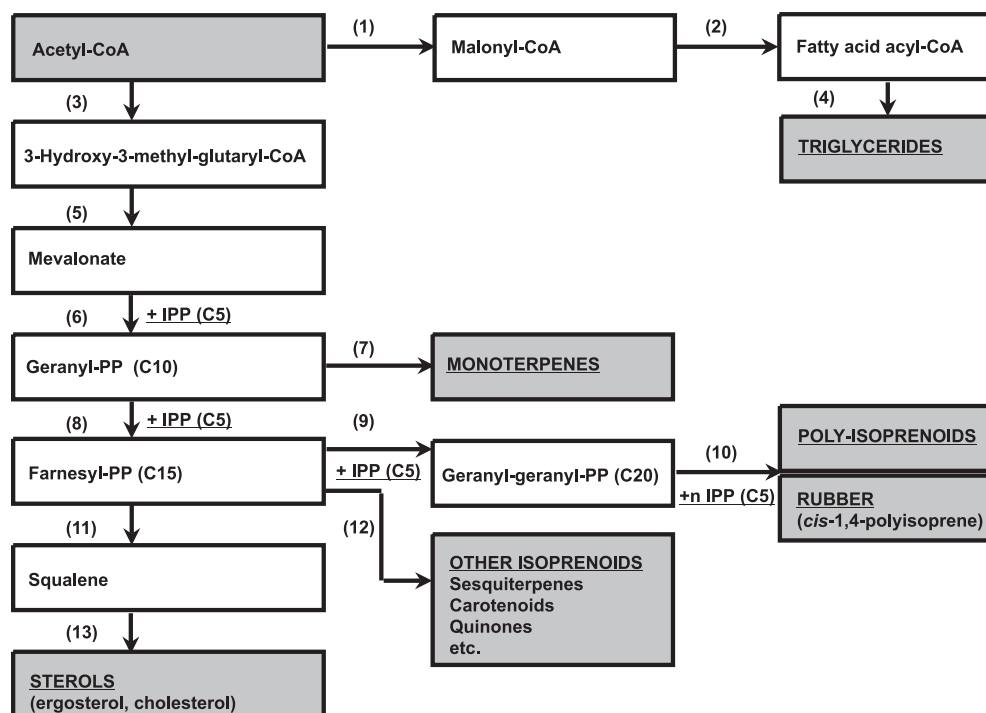 Acetyl-CoA
(1)
Malonyl-CoA
(2)
Fatty acid acyl-CoA
(3)
(4)
3-Hydroxy-3-methyl-glutaryl-CoA
TRIGLYCERIDES
(5)
Mevalonate
(6)
+ IPP (C5)
Geranyl-PP (C10)
(7)
MONOTERPENES
(8)
+ IPP (C5)
(9)
Farnesyl-PP (C15)
+ IPP (C5)
Geranyl-geranyl-PP (C20)
(10)
+n IPP (C5)
POLY-ISOPRENOIDS
RUBBER
(cis-1,4-polyisoprene)
(11)
(12)
Squalene
OTHER ISOPRENOIDS
Sesquiterpenes
Carotenoids
Quinones
etc.
(13)
STEROLS
(ergosterol, cholesterol)